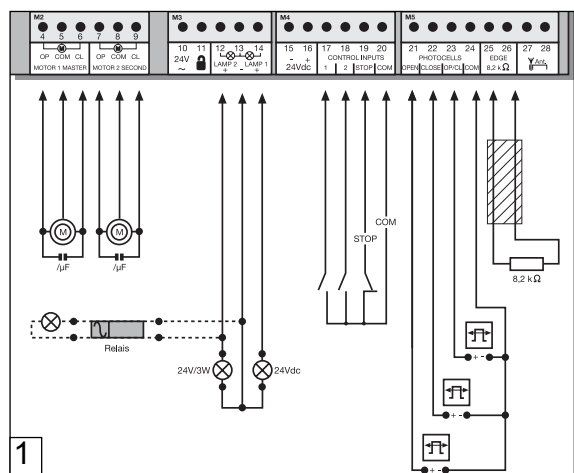 M2 M3 M4 M5
4 5 6 7 8 9 10 11 12 13 14 15 16 17 18 19 20 21 22 23 24 25 26 27 28
OP COM CL OP COM CL
M M
MOTOR 1 MASTER MOTOR 2 SECOND
24V
~
LAMP 2 LAMP 1
+ - +
- +
24Vdc
CONTROL INPUTS
1 2 STOP COM
PHOTOCELLS
OPEN CLOSE OP/CL COM
EDGE
8,2 k Ω
Ant.
M M
/µF /µF
COM
STOP
8,2 k Ω
Relais
24V/3W 24Vdc
+ -
+ -
+ -
1